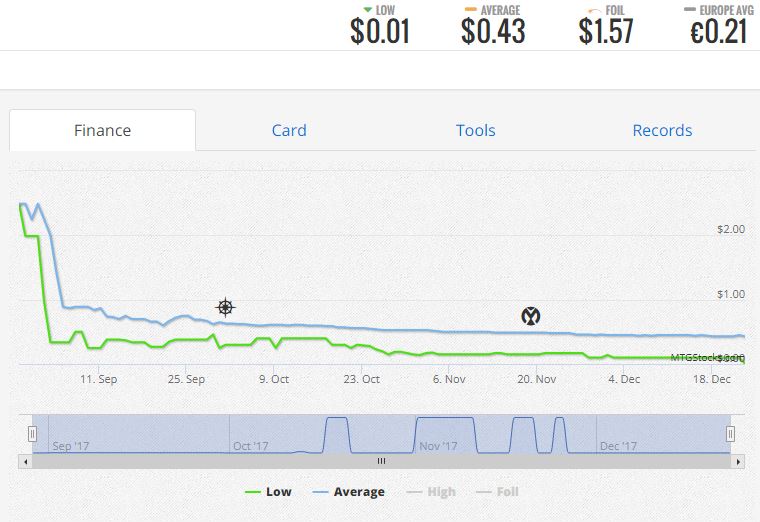 LOW AVERAGE FOIL EUROPE AVG
$0.01 $0.43 $1.57 €0.21
Finance Card Tools Records
$2.00
$1.00
MTGStocks.com
$0.00
11. Sep 25. Sep 9. Oct 23. Oct 6. Nov 20. Nov 4. Dec 18. Dec
Sep '17 Oct '17 Nov '17 Dec '17
Low Average High Foil